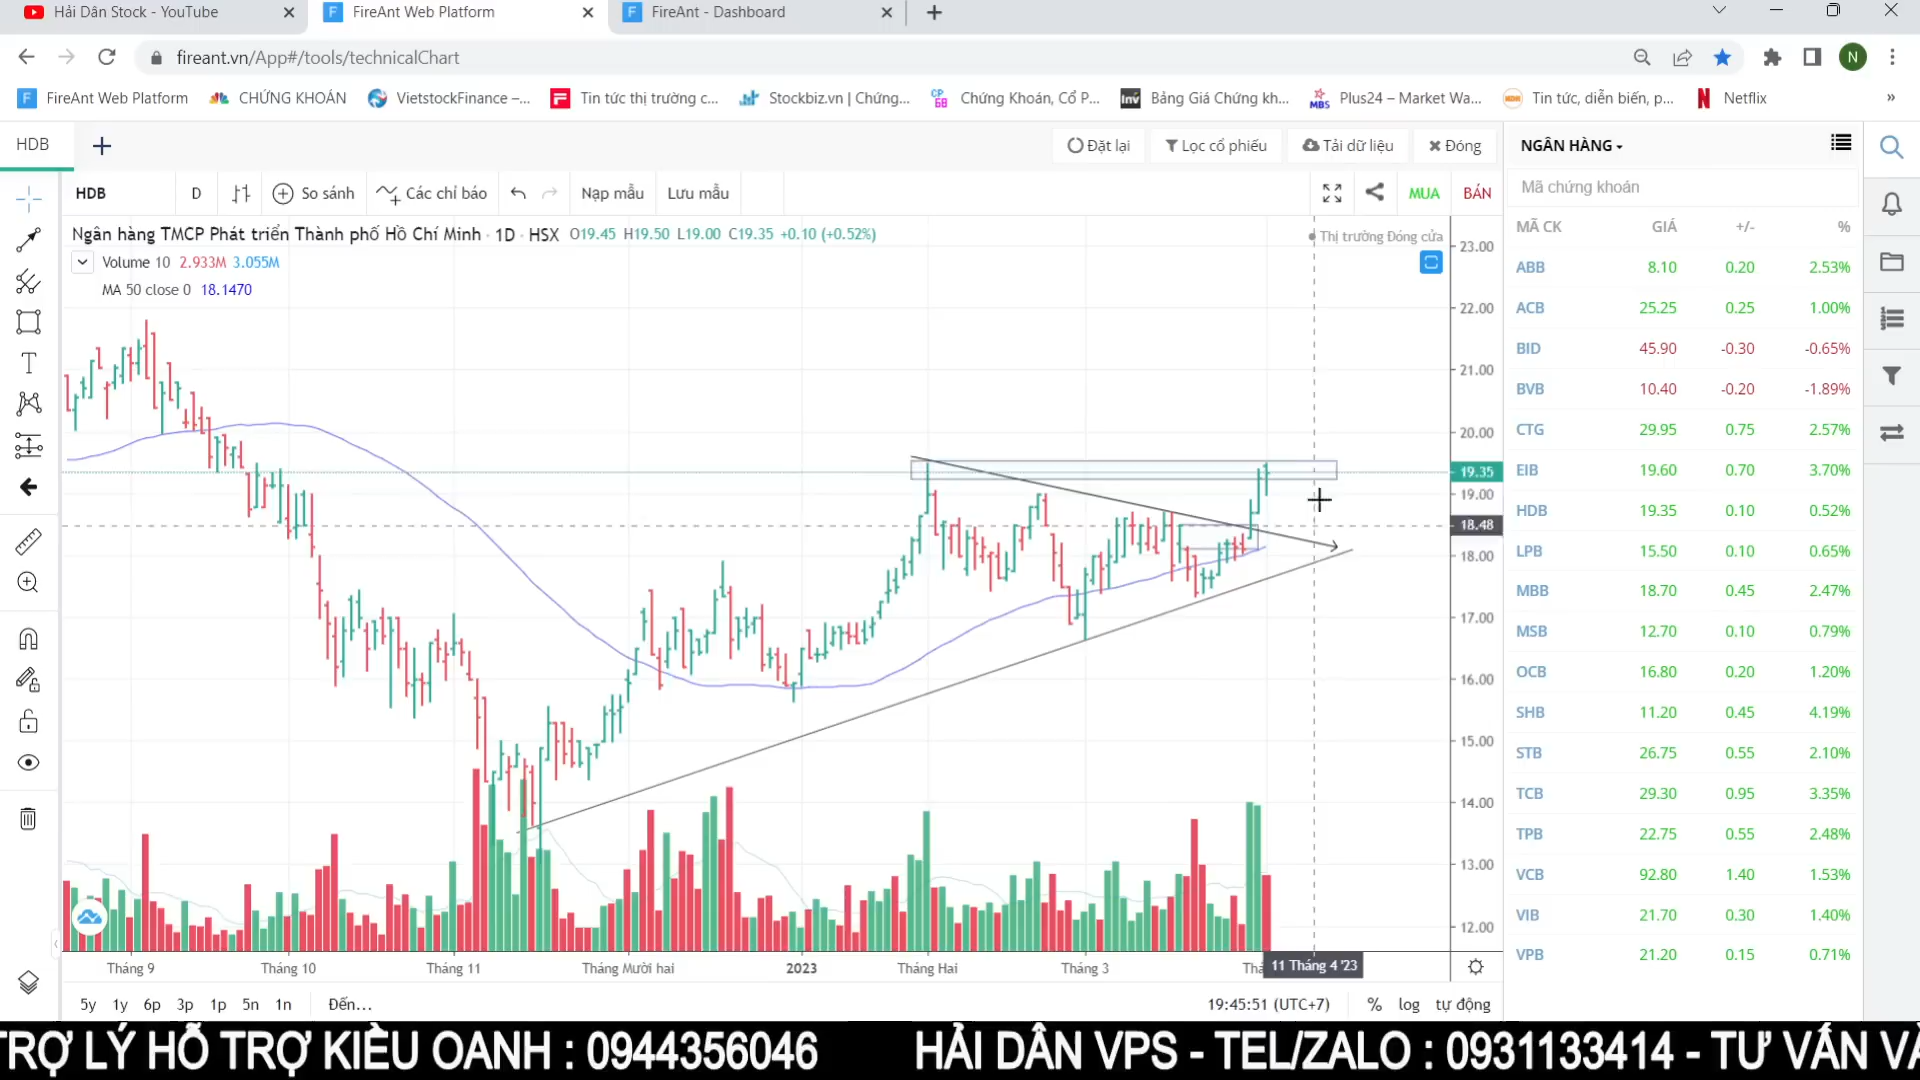 Hải Dân Stock - YouTube
FireAnt Web Platform
FireAnt - Dashboard
fireant.vn/App#/tools/technicalChart
N
FireAnt Web Platform
CHỨNG KHOÁN
VietstockFinance –...
Tin tức thị trường c...
Stockbiz.vn | Chứng...
Chứng Khoán, Cổ P...
Bảng Giá Chứng kh...
Plus24 – Market Wa...
Tin tức, diễn biến, p...
Netflix
»
HDB
Đặt lại
Lọc cổ phiếu
Tải dữ liệu
Đóng
NGÂN HÀNG
HDB
D
So sánh
Các chỉ báo
Nạp mẫu
Lưu mẫu
MUA
BÁN
Mã chứng khoán
Ngân hàng TMCP Phát triển Thành phố Hồ Chí Minh · 1D · HSX O19.45 H19.50 L19.00 C19.35 +0.10 (+0.52%)
Thị trường Đóng cửa
Volume 10 2.933M 3.055M
MA 50 close 0 18.1470
23.00
22.00
21.00
20.00
19.35
19.00
18.48
18.00
17.00
16.00
15.00
14.00
13.00
12.00
MÃ CK GIÁ +/- %
ABB 8.10 0.20 2.53%
ACB 25.25 0.25 1.00%
BID 45.90 -0.30 -0.65%
BVB 10.40 -0.20 -1.89%
CTG 29.95 0.75 2.57%
EIB 19.60 0.70 3.70%
HDB 19.35 0.10 0.52%
LPB 15.50 0.10 0.65%
MBB 18.70 0.45 2.47%
MSB 12.70 0.10 0.79%
OCB 16.80 0.20 1.20%
SHB 11.20 0.45 4.19%
STB 26.75 0.55 2.10%
TCB 29.30 0.95 3.35%
TPB 22.75 0.55 2.48%
VCB 92.80 1.40 1.53%
VIB 21.70 0.30 1.40%
VPB 21.20 0.15 0.71%
Tháng 9 Tháng 10 Tháng 11 Tháng Mười hai 2023 Tháng Hai Tháng 3 Thá 11 Tháng 4 '23
5y 1y 6p 3p 1p 5n 1n Đến... 19:45:51 (UTC+7) % log tự động
TRỢ LÝ HỖ TRỢ KIỀU OANH : 0944356046 HẢI DÂN VPS - TEL/ZALO : 0931133414 - TƯ VẤN VÀ